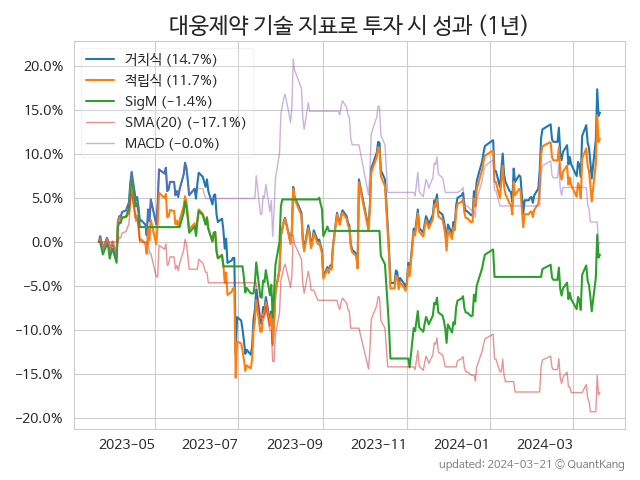 대웅제약 기술 지표로 투자 시 성과 (1년)
거치식 (14.7%)
적립식 (11.7%)
SigM (−1.4%)
SMA(20) (−17.1%)
MACD (−0.0%)
20.0%
15.0%
10.0%
5.0%
0.0%
−5.0%
−10.0%
−15.0%
−20.0%
2023-05 2023-07 2023-09 2023-11 2024-01 2024-03
updated: 2024-03-21 ⓒ QuantKang